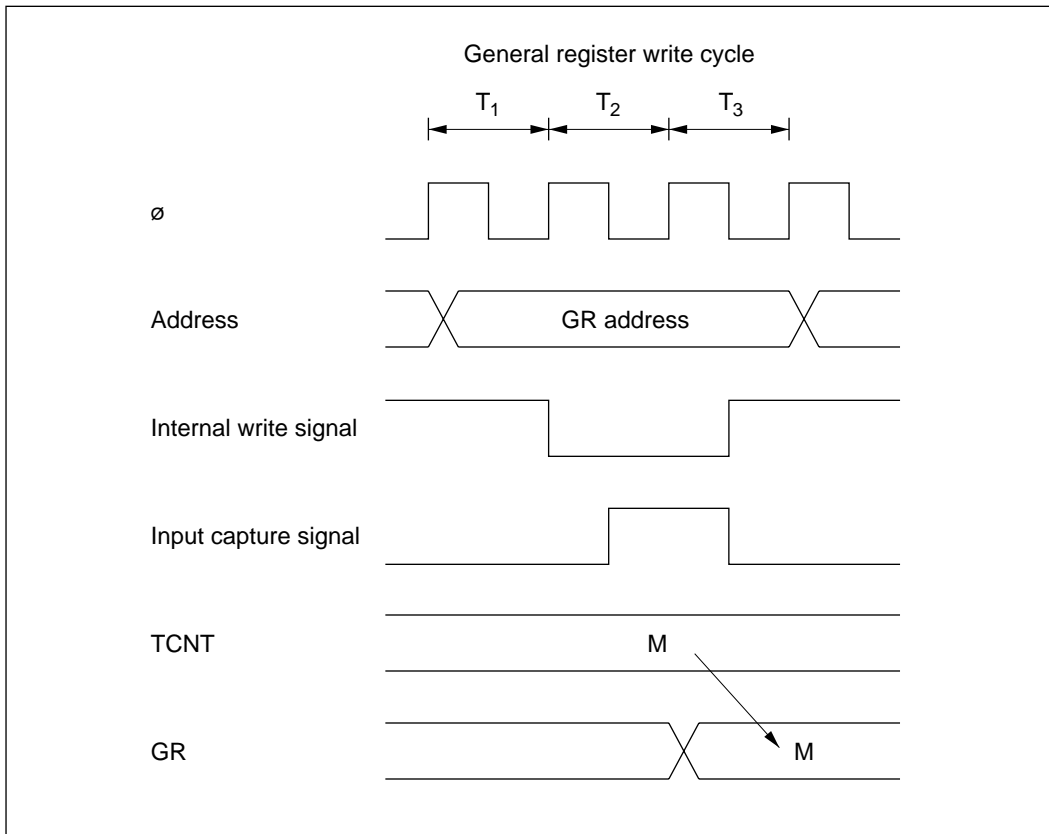 General register write cycle
T1 T2 T3
ø
Address GR address
Internal write signal
Input capture signal
TCNT M
GR M